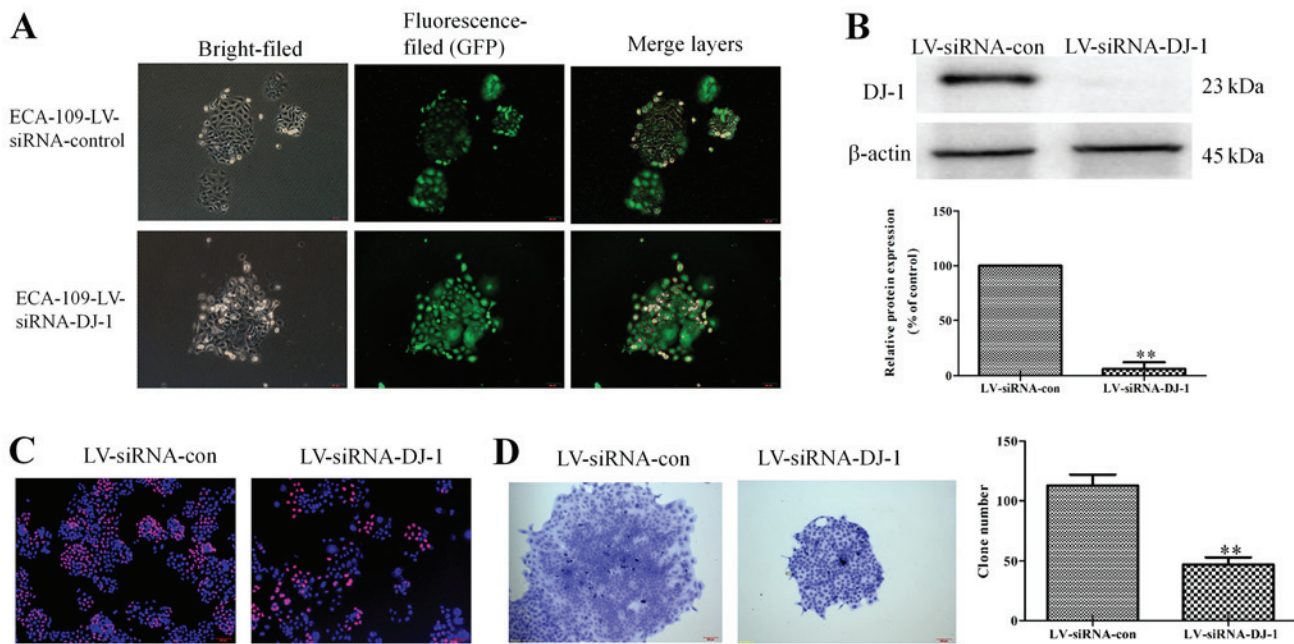 A
Bright-filed
Fluorescence-
filed (GFP)
Merge layers
ECA-109-LV-
siRNA-control
ECA-109-LV-
siRNA-DJ-1
B
LV-siRNA-con LV-siRNA-DJ-1
DJ-1
23 kDa
β-actin
45 kDa
Relative protein expression
(% of control)
150
100
50
0
**
LV-siRNA-con LV-siRNA-DJ-1
C
LV-siRNA-con LV-siRNA-DJ-1
D
LV-siRNA-con LV-siRNA-DJ-1
Clone number
150
100
50
0
**
LV-siRNA-con LV-siRNA-DJ-1